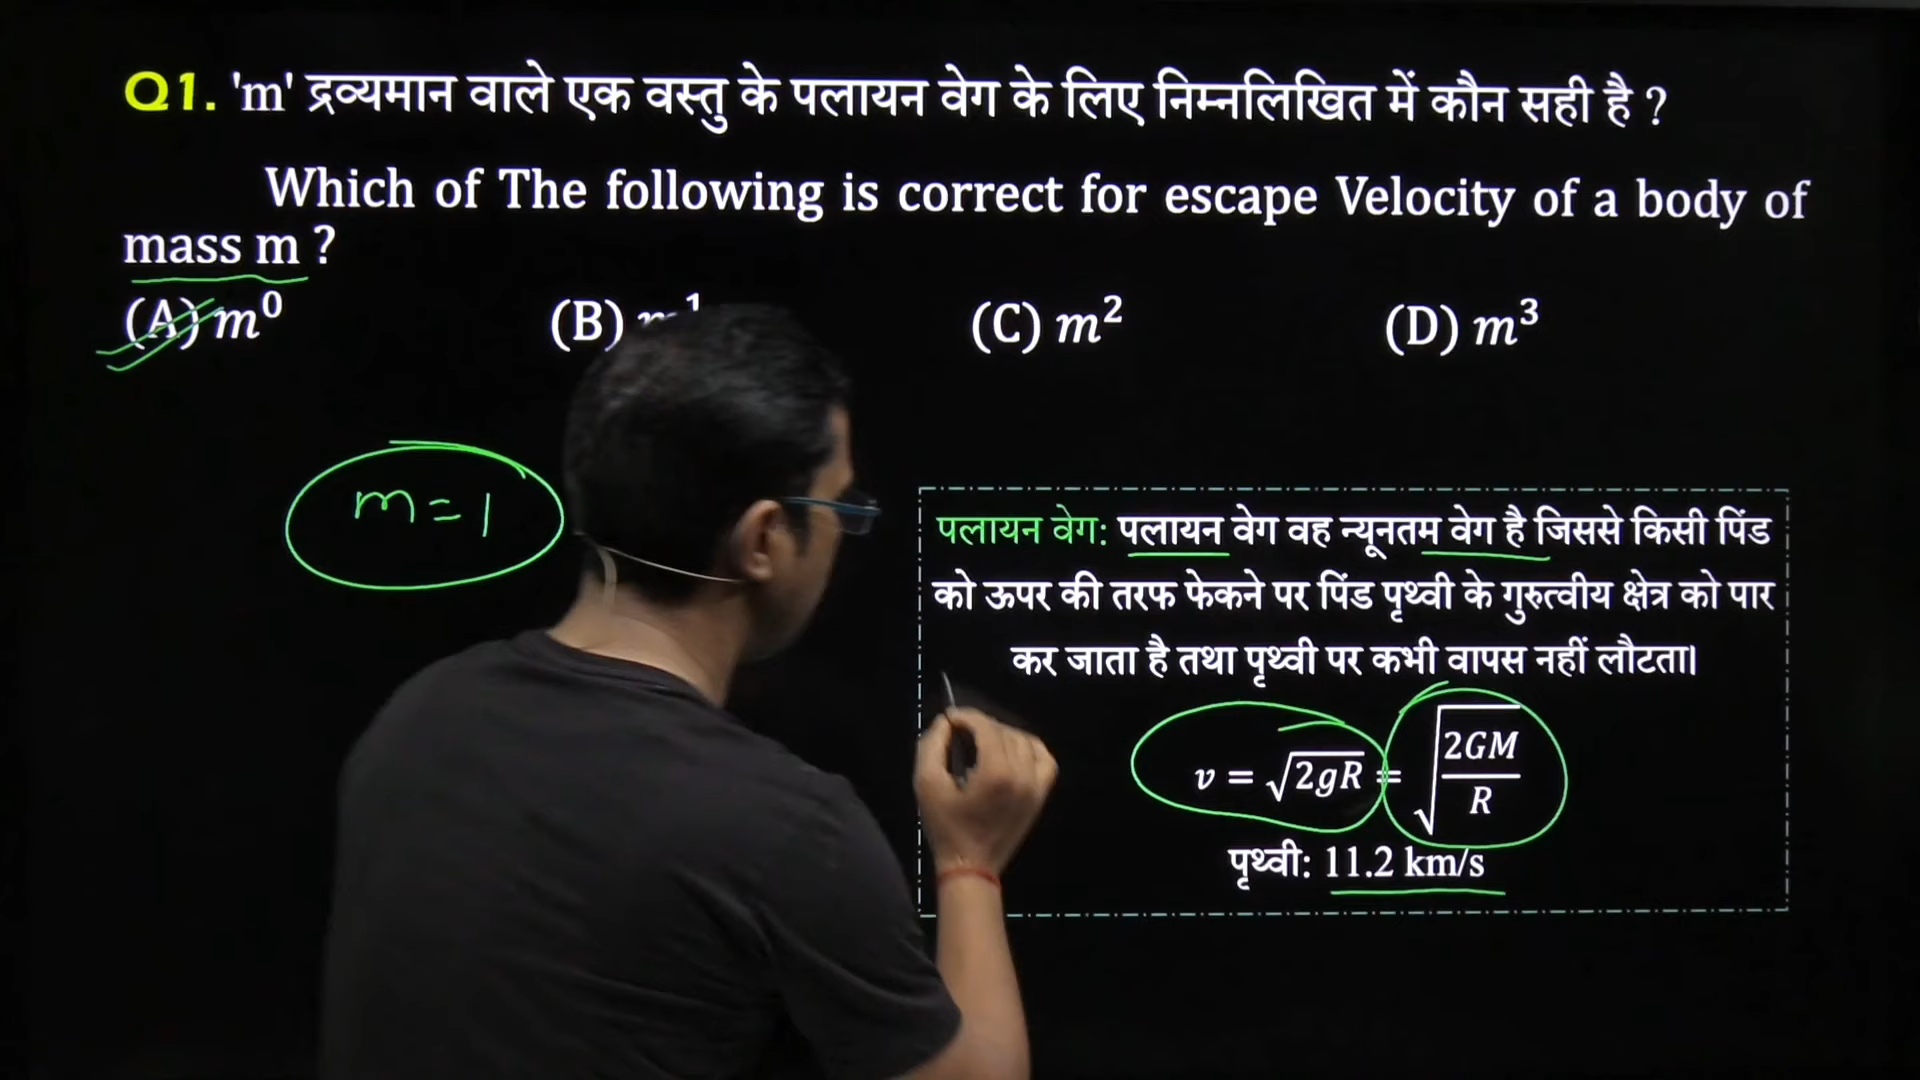 Q1. 'm' द्रव्यमान वाले एक वस्तु के पलायन वेग के लिए निम्नलिखित में कौन सही है ?
Which of The following is correct for escape Velocity of a body of
mass m ?
(A) m⁰ (B) (C) m² (D) m³
m = 1
पलायन वेग: पलायन वेग वह न्यूनतम वेग है जिससे किसी पिंड
को ऊपर की तरफ फेकने पर पिंड पृथ्वी के गुरुत्वीय क्षेत्र को पार
कर जाता है तथा पृथ्वी पर कभी वापस नहीं लौटता।
v = √2gR = √(2GM/R)
पृथ्वी: 11.2 km/s